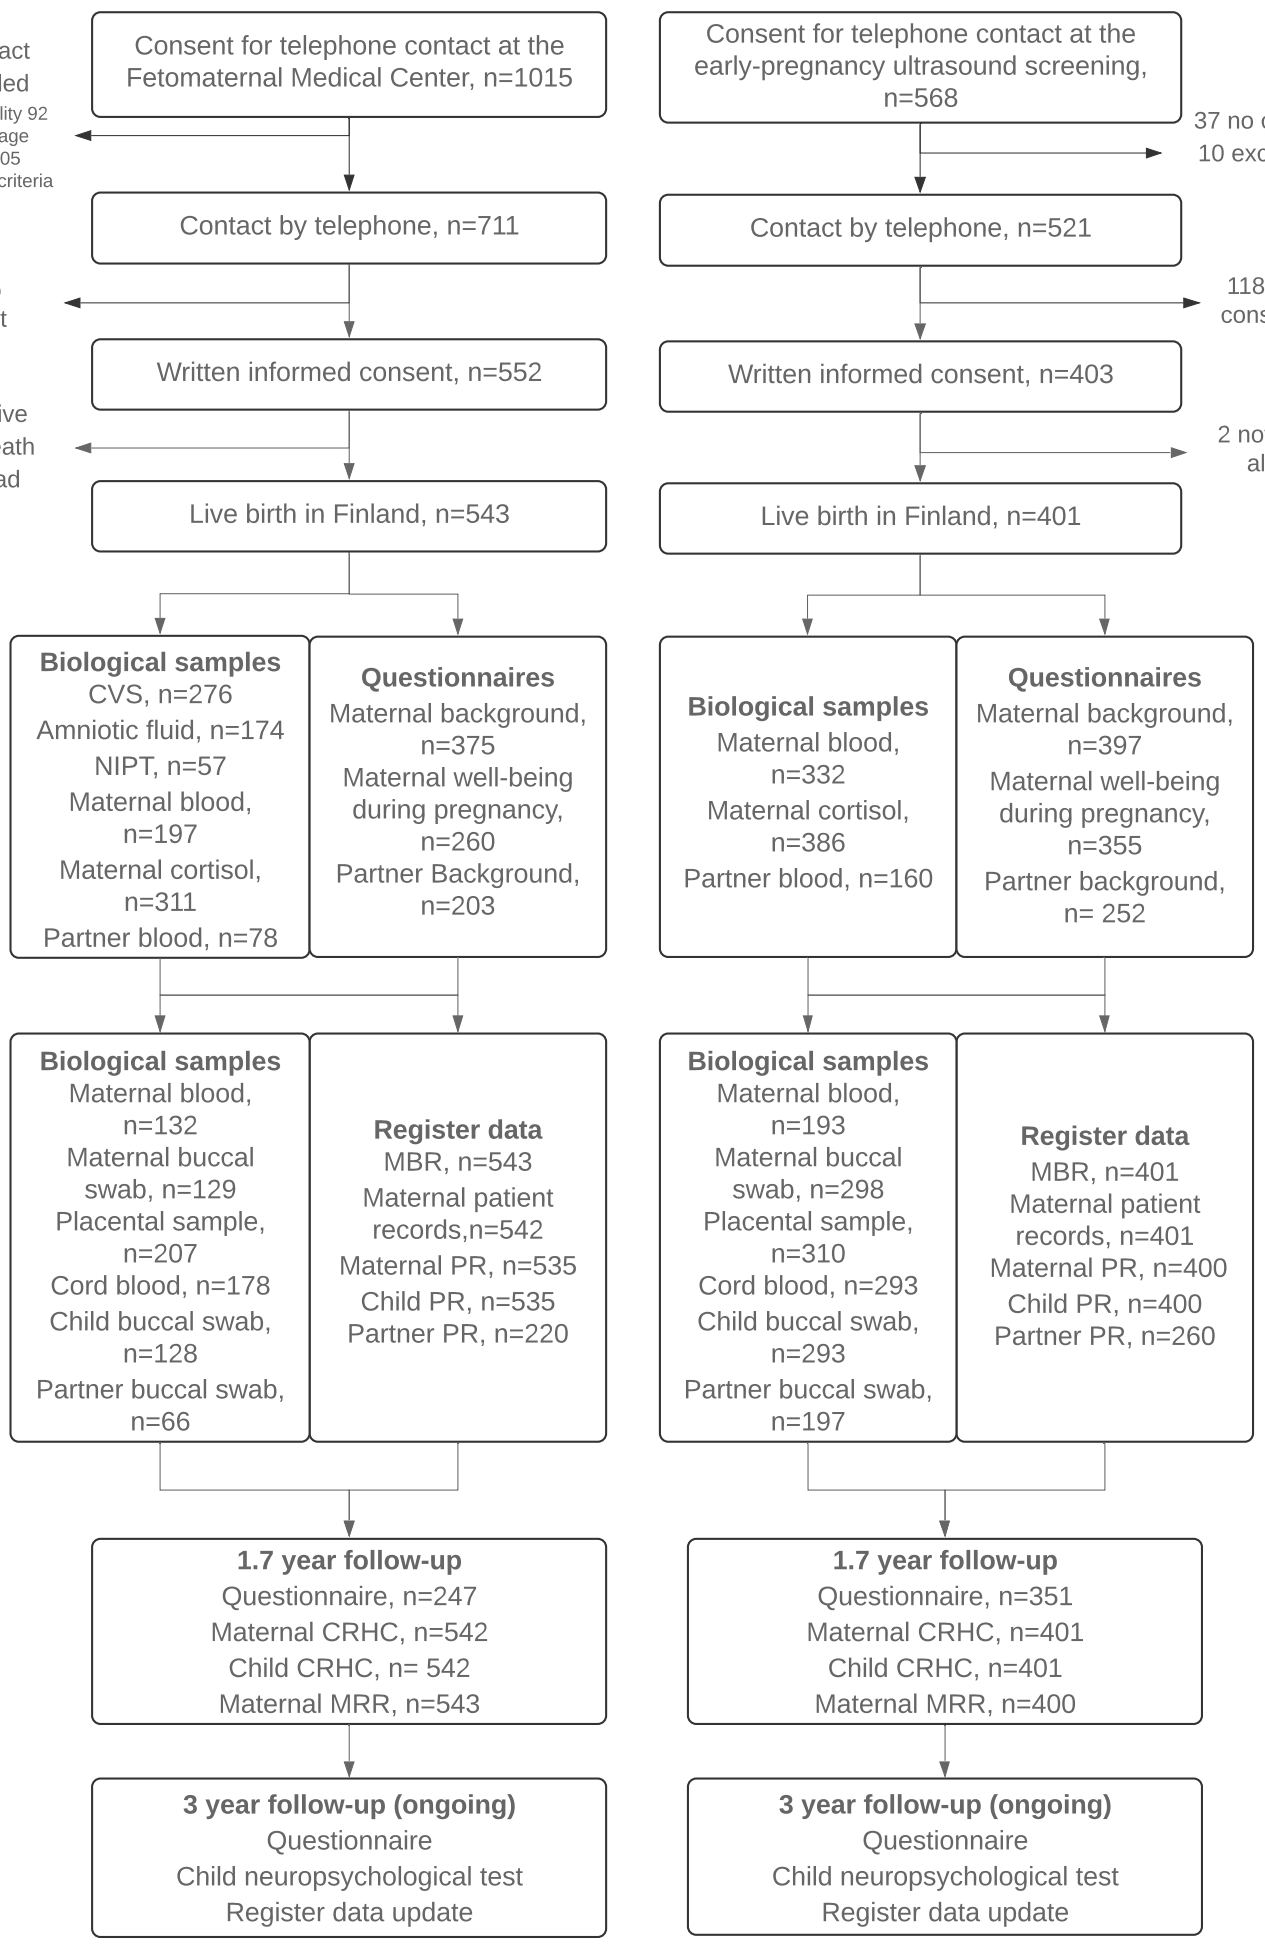 Consent for telephone contact at the
Fetomaternal Medical Center, n=1015
92
age
criteria
Contact by telephone, n=711
Written informed consent, n=552
Live birth in Finland, n=543
Biological samples
CVS, n=276
Amniotic fluid, n=174
NIPT, n=57
Maternal blood,
n=197
Maternal cortisol,
n=311
Partner blood, n=78
Questionnaires
Maternal background,
n=375
Maternal well-being
during pregnancy,
n=260
Partner Background,
n=203
Biological samples
Maternal blood,
n=132
Maternal buccal
swab, n=129
Placental sample,
n=207
Cord blood, n=178
Child buccal swab,
n=128
Partner buccal swab,
n=66
Register data
MBR, n=543
Maternal patient
records,n=542
Maternal PR, n=535
Child PR, n=535
Partner PR, n=220
1.7 year follow-up
Questionnaire, n=247
Maternal CRHC, n=542
Child CRHC, n= 542
Maternal MRR, n=543
3 year follow-up (ongoing)
Questionnaire
Child neuropsychological test
Register data update
Consent for telephone contact at the
early-pregnancy ultrasound screening,
n=568
37 no
10
Contact by telephone, n=521
118
Written informed consent, n=403
2
Live birth in Finland, n=401
Biological samples
Maternal blood,
n=332
Maternal cortisol,
n=386
Partner blood, n=160
Questionnaires
Maternal background,
n=397
Maternal well-being
during pregnancy,
n=355
Partner background,
n= 252
Biological samples
Maternal blood,
n=193
Maternal buccal
swab, n=298
Placental sample,
n=310
Cord blood, n=293
Child buccal swab,
n=293
Partner buccal swab,
n=197
Register data
MBR, n=401
Maternal patient
records, n=401
Maternal PR, n=400
Child PR, n=400
Partner PR, n=260
1.7 year follow-up
Questionnaire, n=351
Maternal CRHC, n=401
Child CRHC, n=401
Maternal MRR, n=400
3 year follow-up (ongoing)
Questionnaire
Child neuropsychological test
Register data update